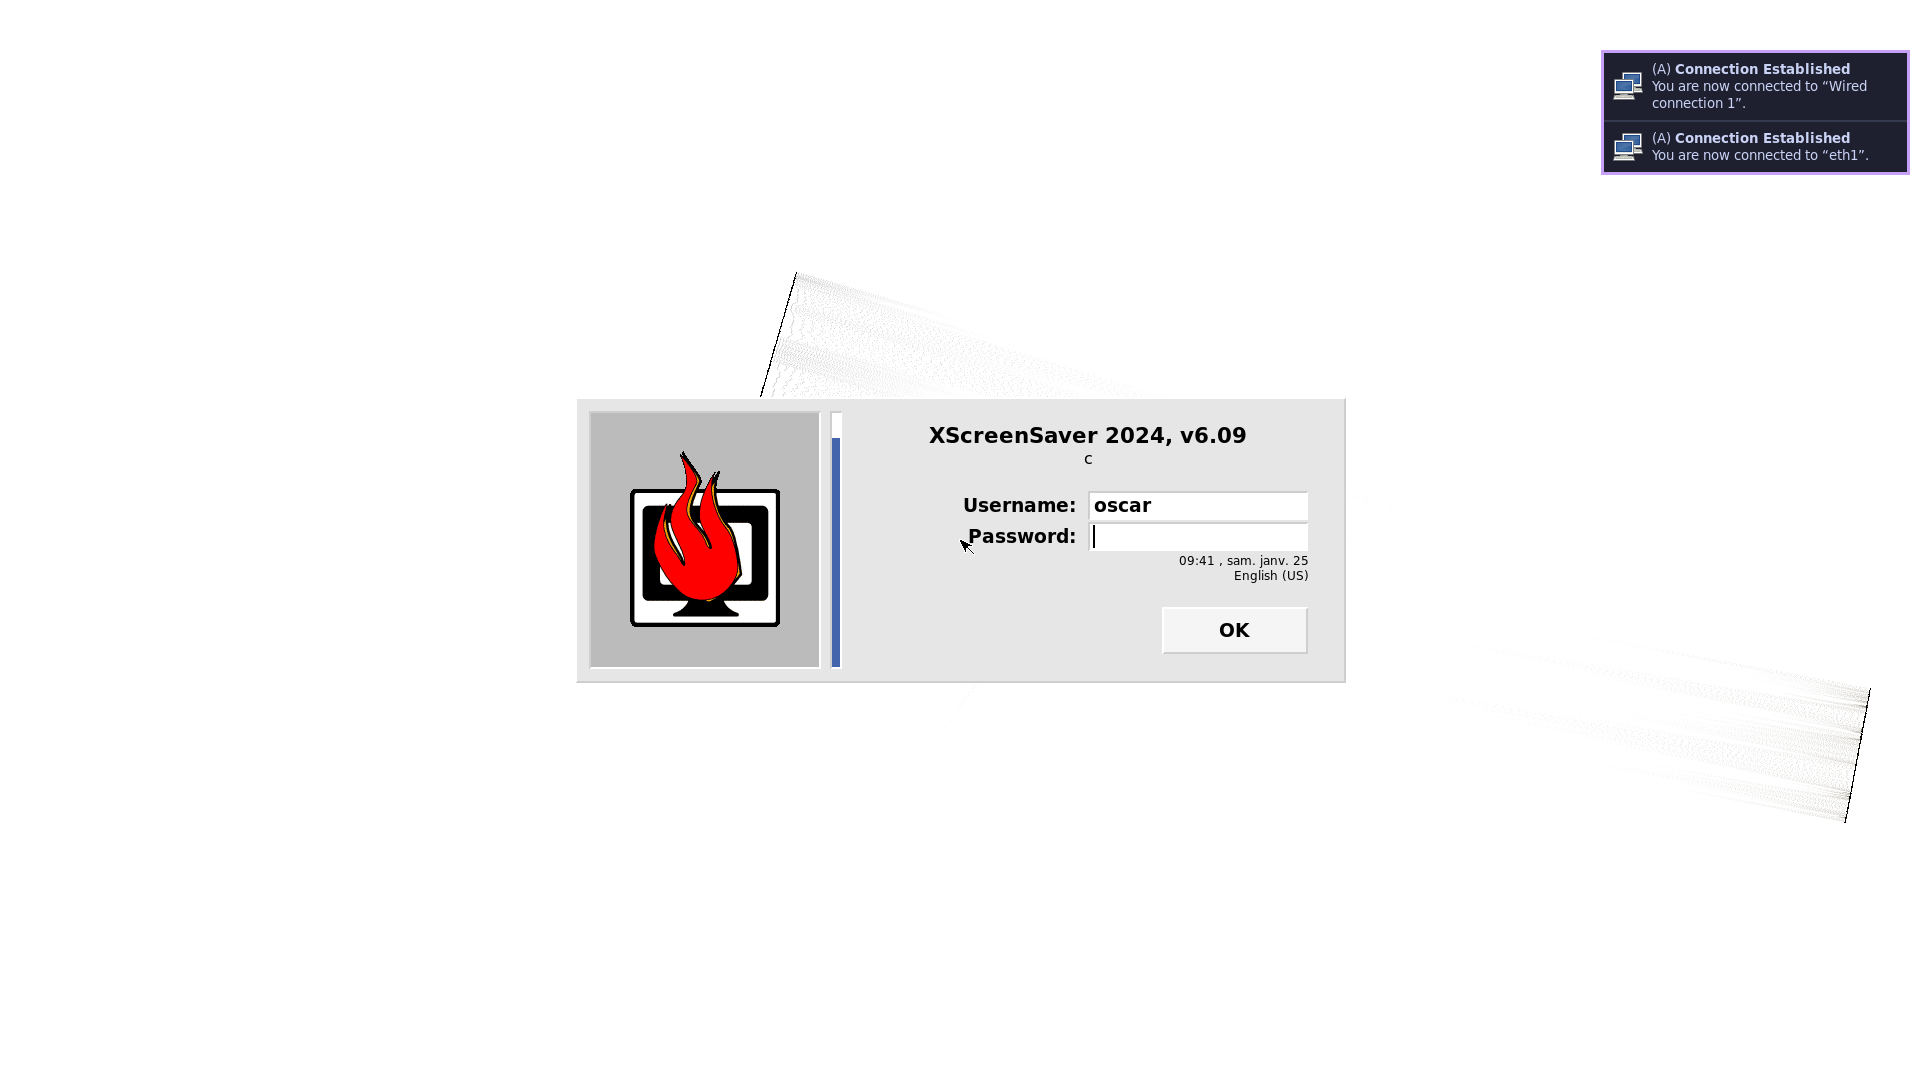 (A) Connection Established
You are now connected to “Wired
connection 1”.
(A) Connection Established
You are now connected to “eth1”.
XScreenSaver 2024, v6.09
c
Username: oscar
Password:
09:41 , sam. janv. 25
English (US)
OK